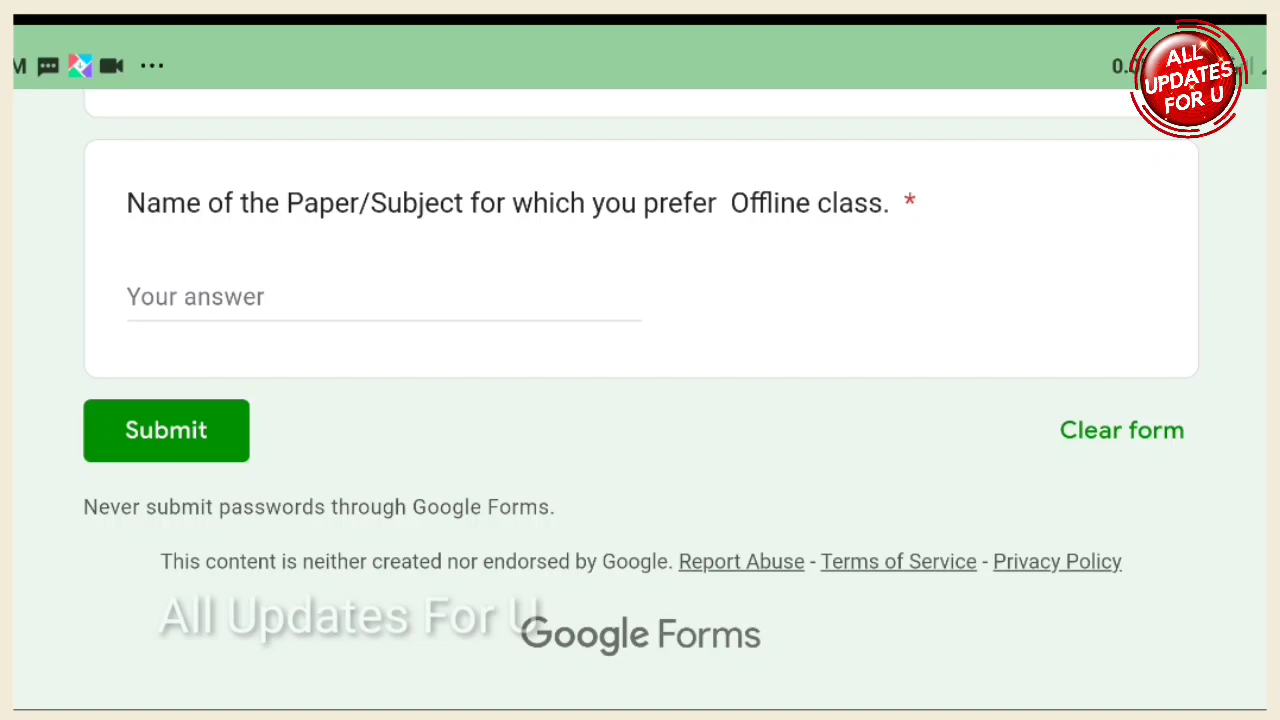 M
ALL
UPDATES
FOR U
Name of the Paper/Subject for which you prefer Offline class. *
Your answer
Submit
Clear form
Never submit passwords through Google Forms.
This content is neither created nor endorsed by Google. Report Abuse - Terms of Service - Privacy Policy
All Updates For U
Google Forms